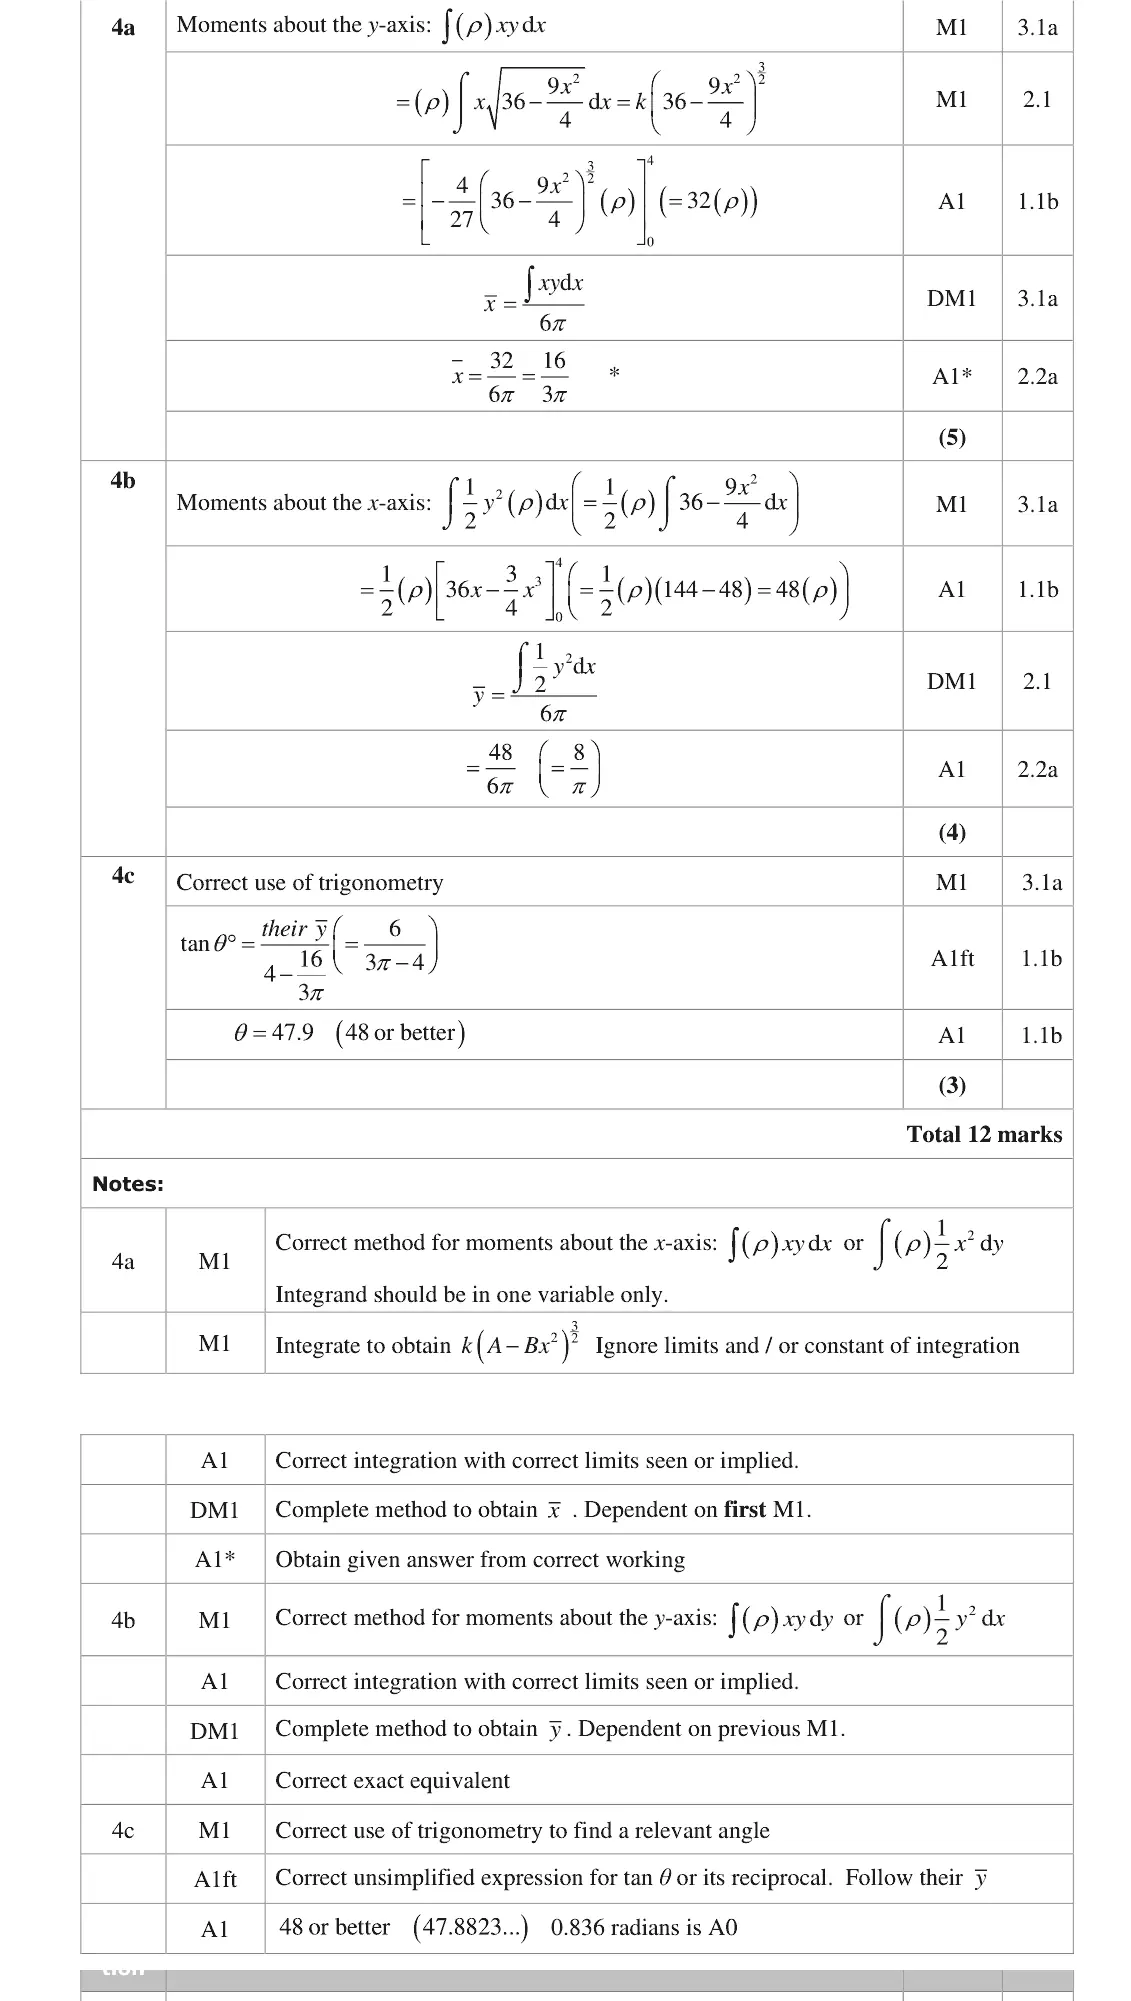 4a Moments about the y-axis: ∫(ρ)xy dx M1 3.1a
=(ρ)∫x√(36−9x²/4) dx = k(36−9x²/4)^(3/2) M1 2.1
=[−4/27(36−9x²/4)^(3/2)(ρ)]₀⁴ (=32(ρ)) A1 1.1b
x̄ = ∫xydx/6π DM1 3.1a
x̄ = 32/6π = 16/3π * A1* 2.2a
(5)
4b Moments about the x-axis: ∫½y²(ρ)dx(=½(ρ)∫36−9x²/4 dx) M1 3.1a
=½(ρ)[36x−¾x³]₀⁴(=½(ρ)(144−48)=48(ρ)) A1 1.1b
ȳ = ∫½y²dx/6π DM1 2.1
= 48/6π (= 8/π) A1 2.2a
(4)
4c Correct use of trigonometry M1 3.1a
tan θ° = their ȳ/(4−16/3π) (= 6/(3π−4)) A1ft 1.1b
θ = 47.9 (48 or better) A1 1.1b
(3)
Total 12 marks
Notes:
4a M1 Correct method for moments about the x-axis: ∫(ρ)xy dx or ∫(ρ)½x² dy
Integrand should be in one variable only.
M1 Integrate to obtain k(A−Bx²)^(3/2) Ignore limits and / or constant of integration
A1 Correct integration with correct limits seen or implied.
DM1 Complete method to obtain x̄ . Dependent on first M1.
A1* Obtain given answer from correct working
4b M1 Correct method for moments about the y-axis: ∫(ρ)xy dy or ∫(ρ)½y² dx
A1 Correct integration with correct limits seen or implied.
DM1 Complete method to obtain ȳ. Dependent on previous M1.
A1 Correct exact equivalent
4c M1 Correct use of trigonometry to find a relevant angle
A1ft Correct unsimplified expression for tan θ or its reciprocal. Follow their ȳ
A1 48 or better (47.8823...) 0.836 radians is A0
tion